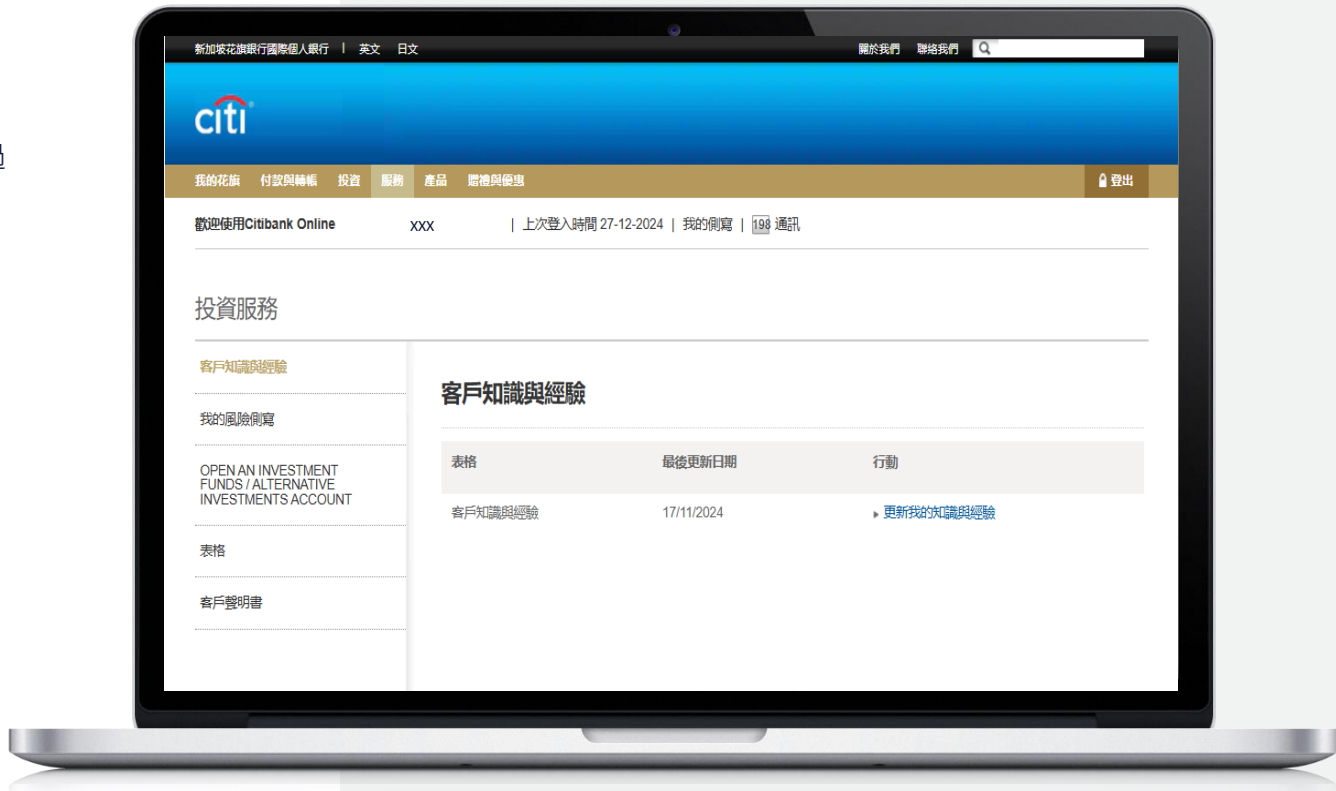 新加坡花旗銀行國際個人銀行 | 英文 日文 關於我們 聯絡我們
citi
我的花旗 付款與轉帳 投資 服務 產品 贈禮與優惠 登出
歡迎使用Citibank Online xxx | 上次登入時間 27-12-2024 | 我的側寫 | 198 通訊
投資服務
客戶知識與經驗
我的風險側寫
OPEN AN INVESTMENT
FUNDS / ALTERNATIVE
INVESTMENTS ACCOUNT
表格
客戶聲明書
客戶知識與經驗
表格 最後更新日期 行動
客戶知識與經驗 17/11/2024 更新我的知識與經驗